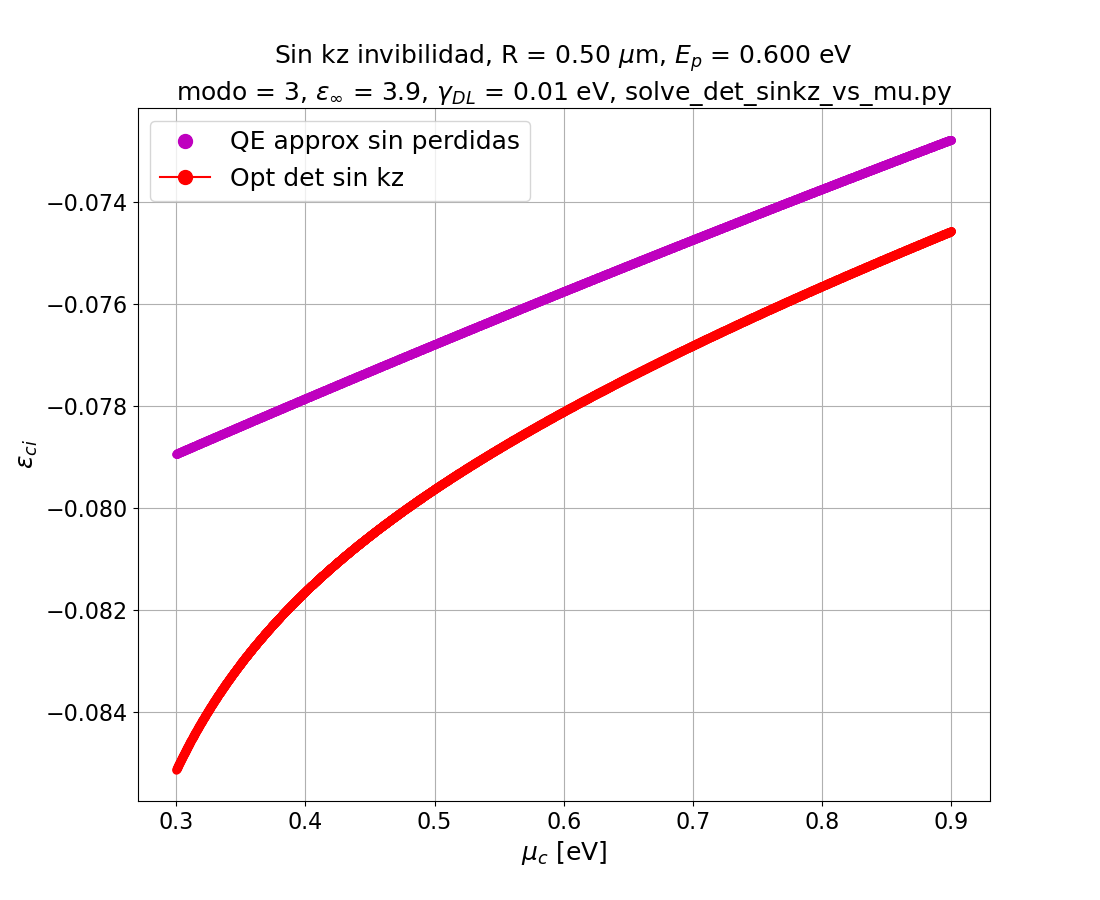 Sin kz invibilidad, R = 0.50 μm, E_p = 0.600 eV
modo = 3, ε_∞ = 3.9, γ_DL = 0.01 eV, solve_det_sinkz_vs_mu.py
QE approx sin perdidas
Opt det sin kz
−0.074
−0.076
−0.078
−0.080
−0.082
−0.084
ε_ci
0.3 0.4 0.5 0.6 0.7 0.8 0.9
μ_c [eV]